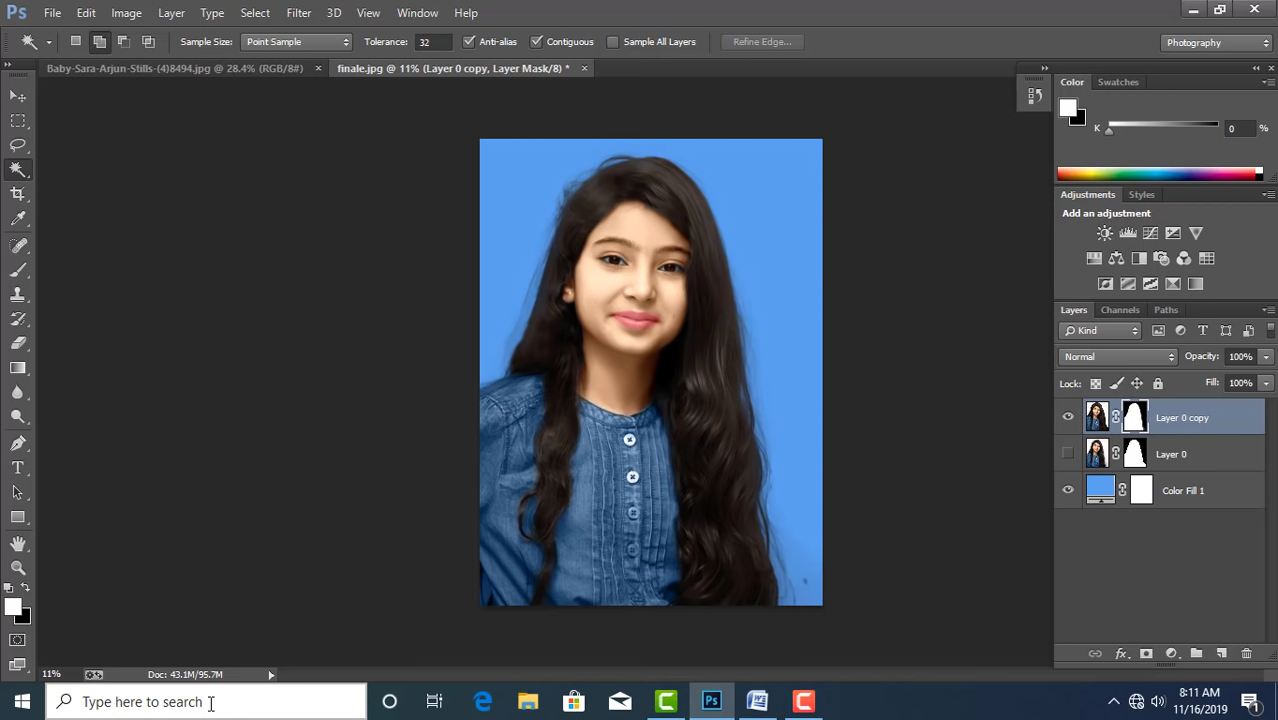 Ps File Edit Image Layer Type Select Filter 3D View Window Help
Sample Size: Point Sample Tolerance: 32 Anti-alias Contiguous Sample All Layers Refine Edge... Photography
Baby-Sara-Arjun-Stills-(4)8494.jpg @ 28.4% (RGB/8#) × finale.jpg @ 11% (Layer 0 copy, Layer Mask/8) * ×
Color Swatches
K 0 %
Adjustments Styles
Add an adjustment
Layers Channels Paths
Kind
Normal Opacity: 100%
Lock: Fill: 100%
Layer 0 copy
Layer 0
Color Fill 1
11% Doc: 43.1M/95.7M
Type here to search
8:11 AM
11/16/2019